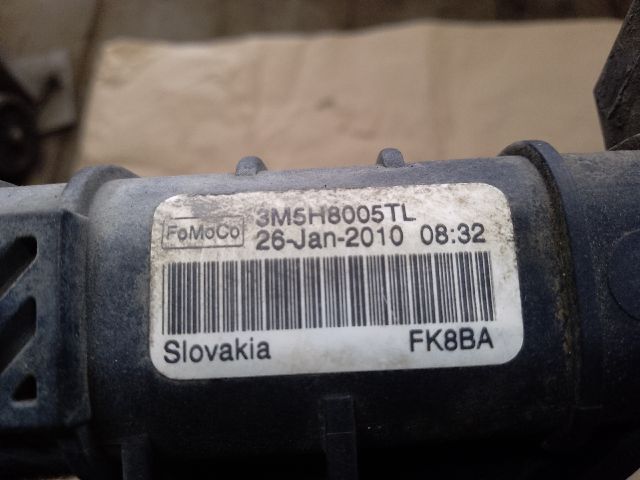 3M5H8005TL
FoMoCo
26-Jan-2010 08:32
Slovakia FK8BA